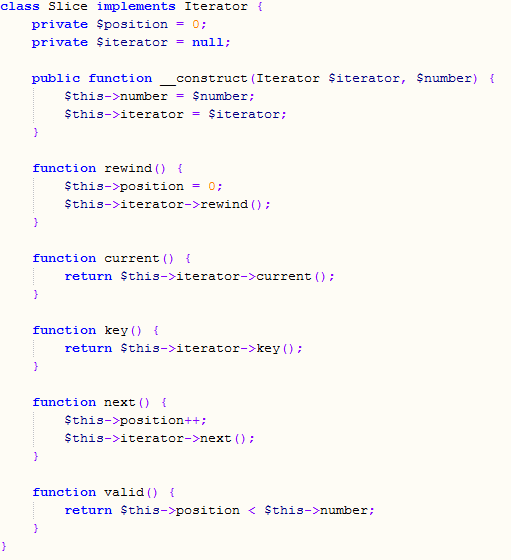 class Slice implements Iterator {
    private $position = 0;
    private $iterator = null;

    public function __construct(Iterator $iterator, $number) {
        $this->number = $number;
        $this->iterator = $iterator;
    }

    function rewind() {
        $this->position = 0;
        $this->iterator->rewind();
    }

    function current() {
        return $this->iterator->current();
    }

    function key() {
        return $this->iterator->key();
    }

    function next() {
        $this->position++;
        $this->iterator->next();
    }

    function valid() {
        return $this->position < $this->number;
    }
}